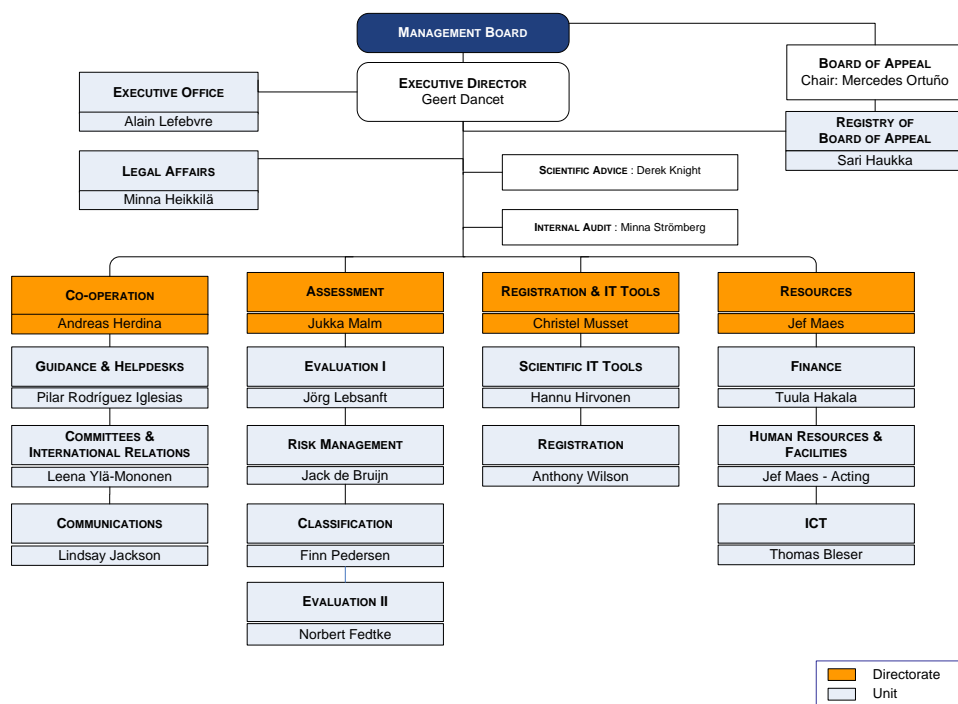 MANAGEMENT BOARD
EXECUTIVE DIRECTOR
Geert Dancet
BOARD OF APPEAL
Chair: Mercedes Ortuño
EXECUTIVE OFFICE
Alain Lefebvre
REGISTRY OF
BOARD OF APPEAL
Sari Haukka
LEGAL AFFAIRS
Minna Heikkilä
SCIENTIFIC ADVICE : Derek Knight
INTERNAL AUDIT : Minna Strömberg
CO-OPERATION
Andreas Herdina
GUIDANCE & HELPDESKS
Pilar Rodríguez Iglesias
COMMITTEES &
INTERNATIONAL RELATIONS
Leena Ylä-Mononen
COMMUNICATIONS
Lindsay Jackson
ASSESSMENT
Jukka Malm
EVALUATION I
Jörg Lebsanft
RISK MANAGEMENT
Jack de Bruijn
CLASSIFICATION
Finn Pedersen
EVALUATION II
Norbert Fedtke
REGISTRATION & IT TOOLS
Christel Musset
SCIENTIFIC IT TOOLS
Hannu Hirvonen
REGISTRATION
Anthony Wilson
RESOURCES
Jef Maes
FINANCE
Tuula Hakala
HUMAN RESOURCES &
FACILITIES
Jef Maes - Acting
ICT
Thomas Bleser
Directorate
Unit